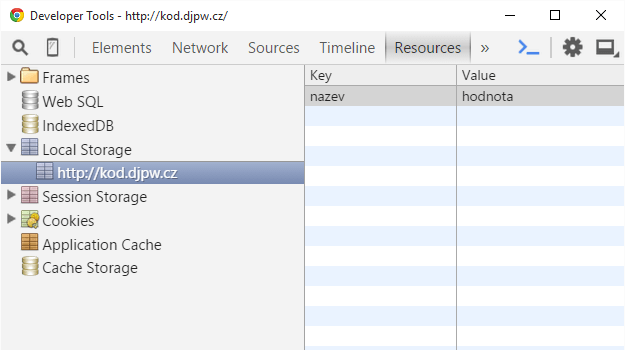 Developer Tools - http://kod.djpw.cz/
Elements Network Sources Timeline Resources »
Frames
Web SQL
IndexedDB
Local Storage
http://kod.djpw.cz
Session Storage
Cookies
Application Cache
Cache Storage
Key Value
nazev hodnota